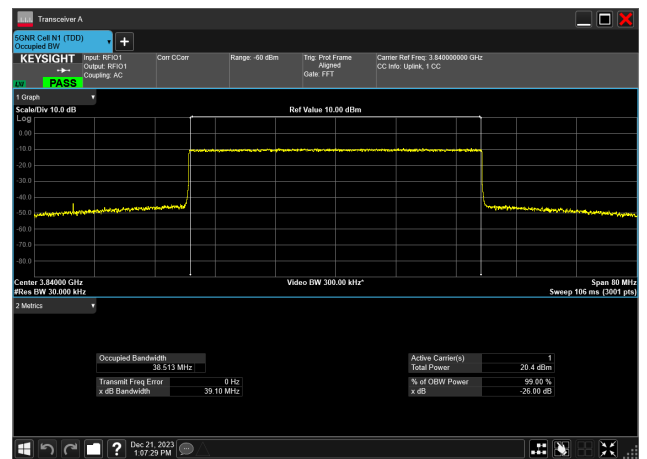 Transceiver A
5GNR Cell N1 (TDD)
Occupied BW
KEYSIGHT
Input: RFIO1
Output: RFIO1
Coupling: AC
Corr CCorr
Range: -60 dBm
Trig: Prot Frame
Aligned
Gate: FFT
Carrier Ref Freq: 3.840000000 GHz
CC Info: Uplink, 1 CC
PASS
1 Graph
Scale/Div 10.0 dB
Ref Value 10.00 dBm
Log
0.00
-10.0
-20.0
-30.0
-40.0
-50.0
-60.0
-70.0
-80.0
Center 3.84000 GHz
Video BW 300.00 kHz*
Span 80 MHz
#Res BW 30.000 kHz
Sweep 106 ms (3001 pts)
2 Metrics
Occupied Bandwidth
38.513 MHz
Active Carrier(s) 1
Total Power 20.4 dBm
Transmit Freq Error 0 Hz
x dB Bandwidth 39.10 MHz
% of OBW Power 99.00 %
x dB -26.00 dB
?
Dec 21, 2023
1:07:29 PM